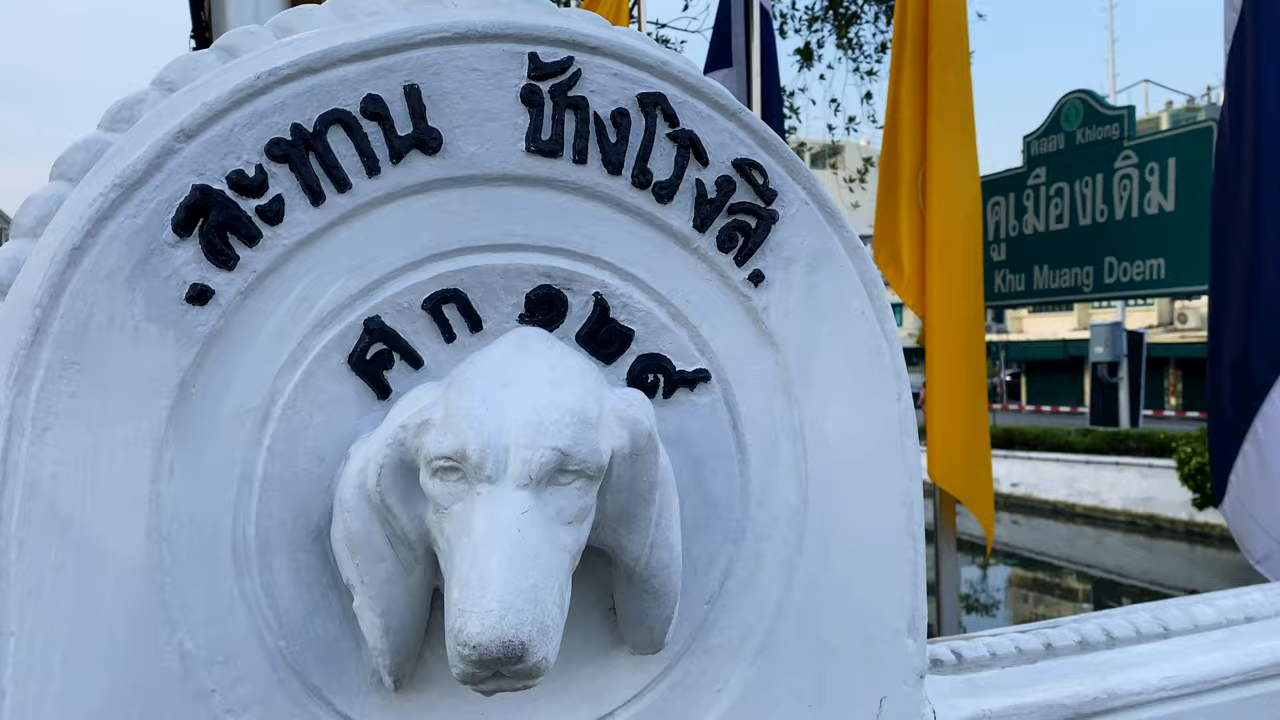 .สะพาน ช้างโรงสี.
ศก ๑๒๙
คลอง Khlong
คูเมืองเดิม
Khu Muang Doem